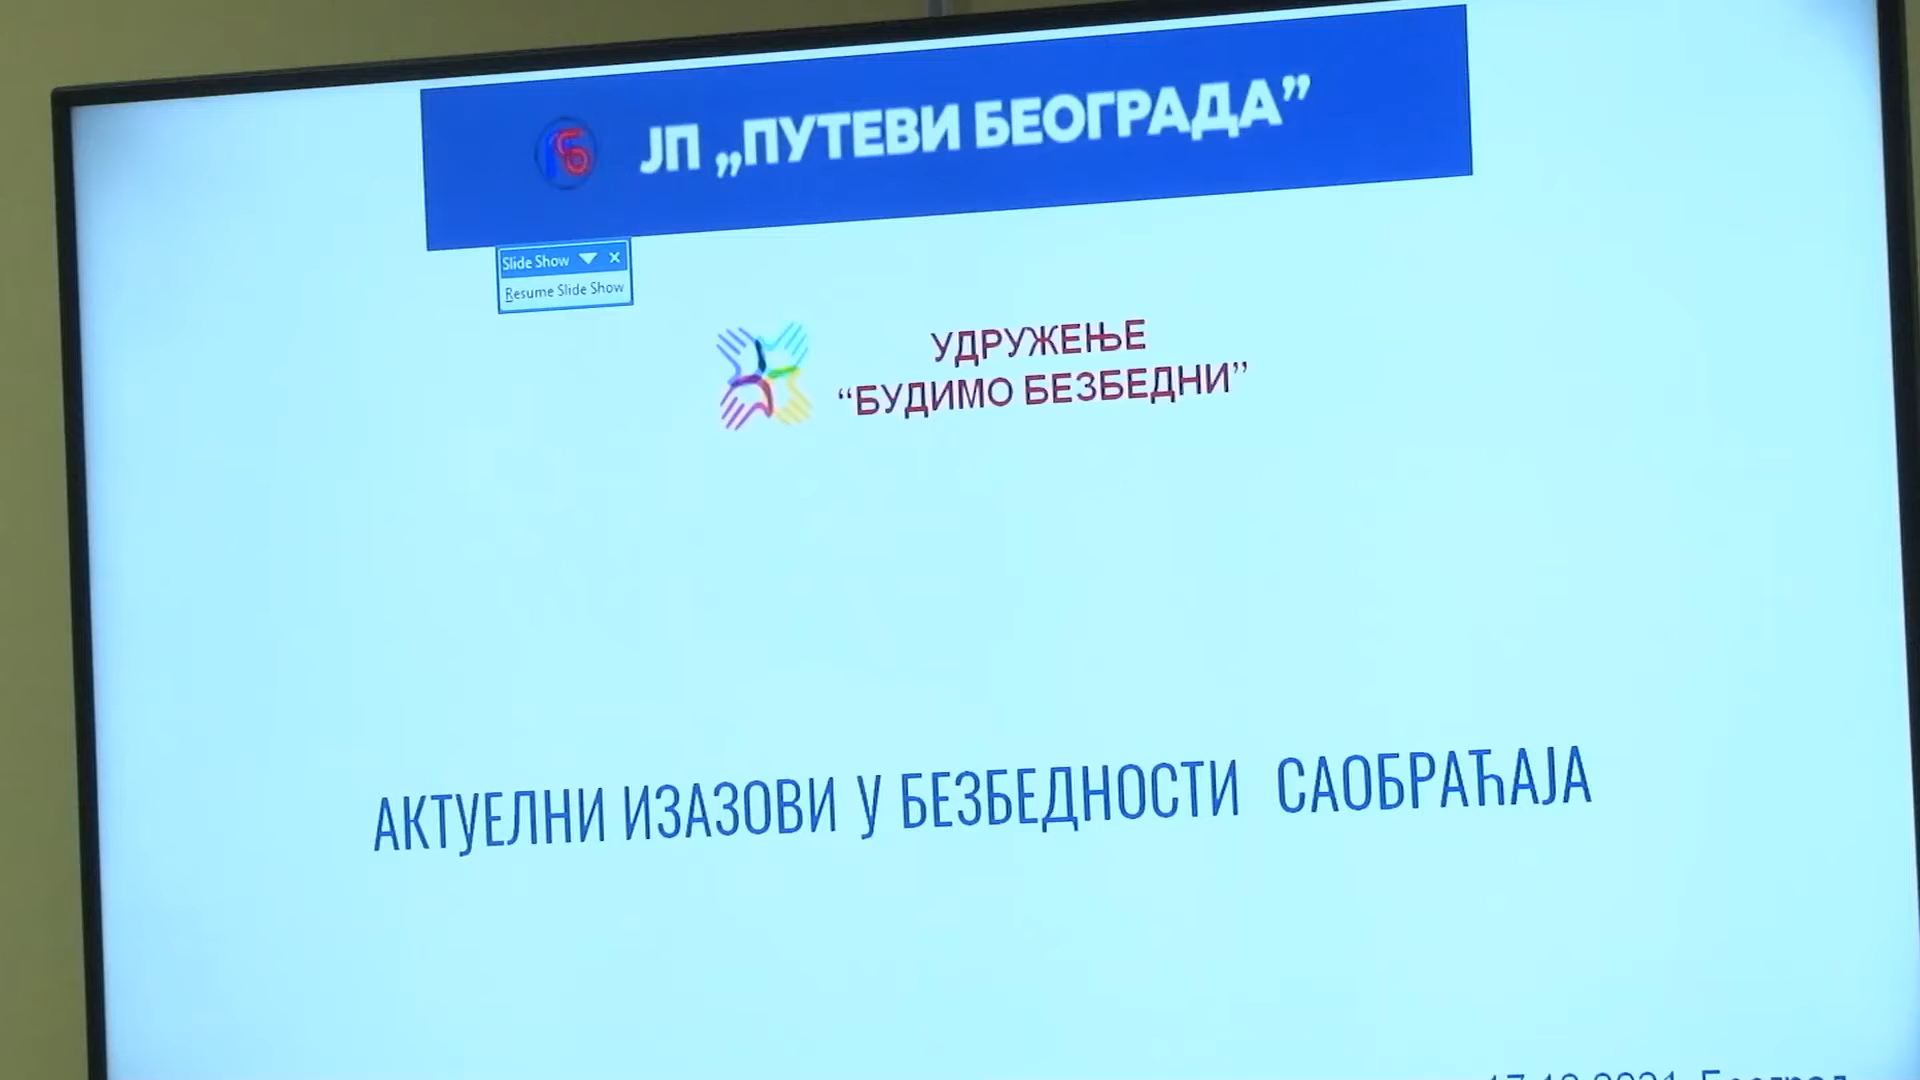 ЈП „ПУТЕВИ БЕОГРАДА”
Slide Show
Resume Slide Show
УДРУЖЕЊЕ
“БУДИМО БЕЗБЕДНИ”
АКТУЕЛНИ ИЗАЗОВИ У БЕЗБЕДНОСТИ САОБРАЋАЈА